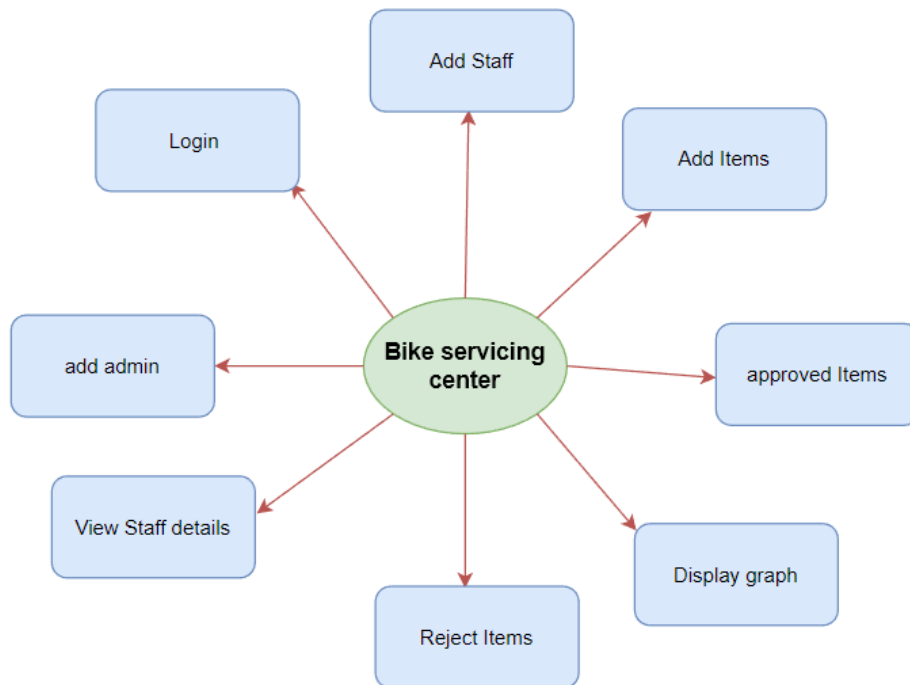 Add Staff
Login
Add Items
Bike servicing
center
add admin
approved Items
View Staff details
Display graph
Reject Items